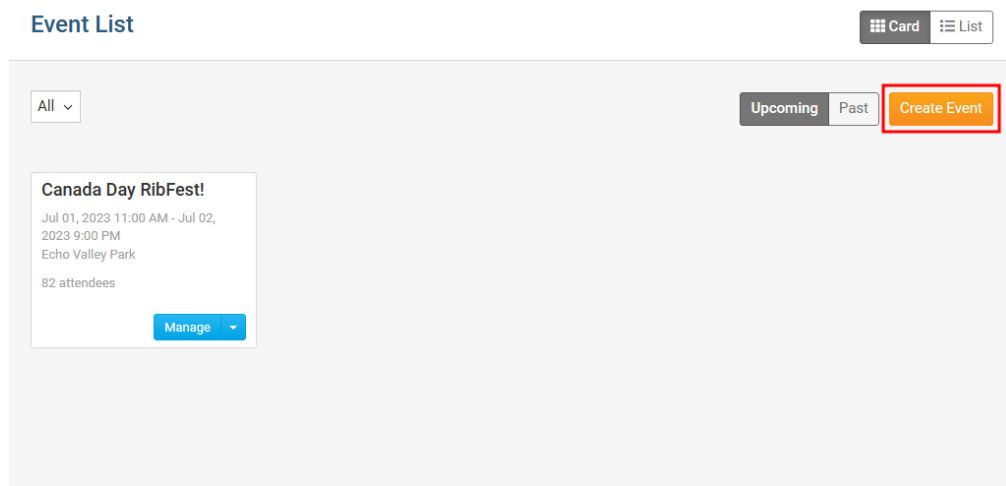 Event List
Card
List
All
Upcoming
Past
Create Event
Canada Day RibFest!
Jul 01, 2023 11:00 AM - Jul 02,
2023 9:00 PM
Echo Valley Park
82 attendees
Manage